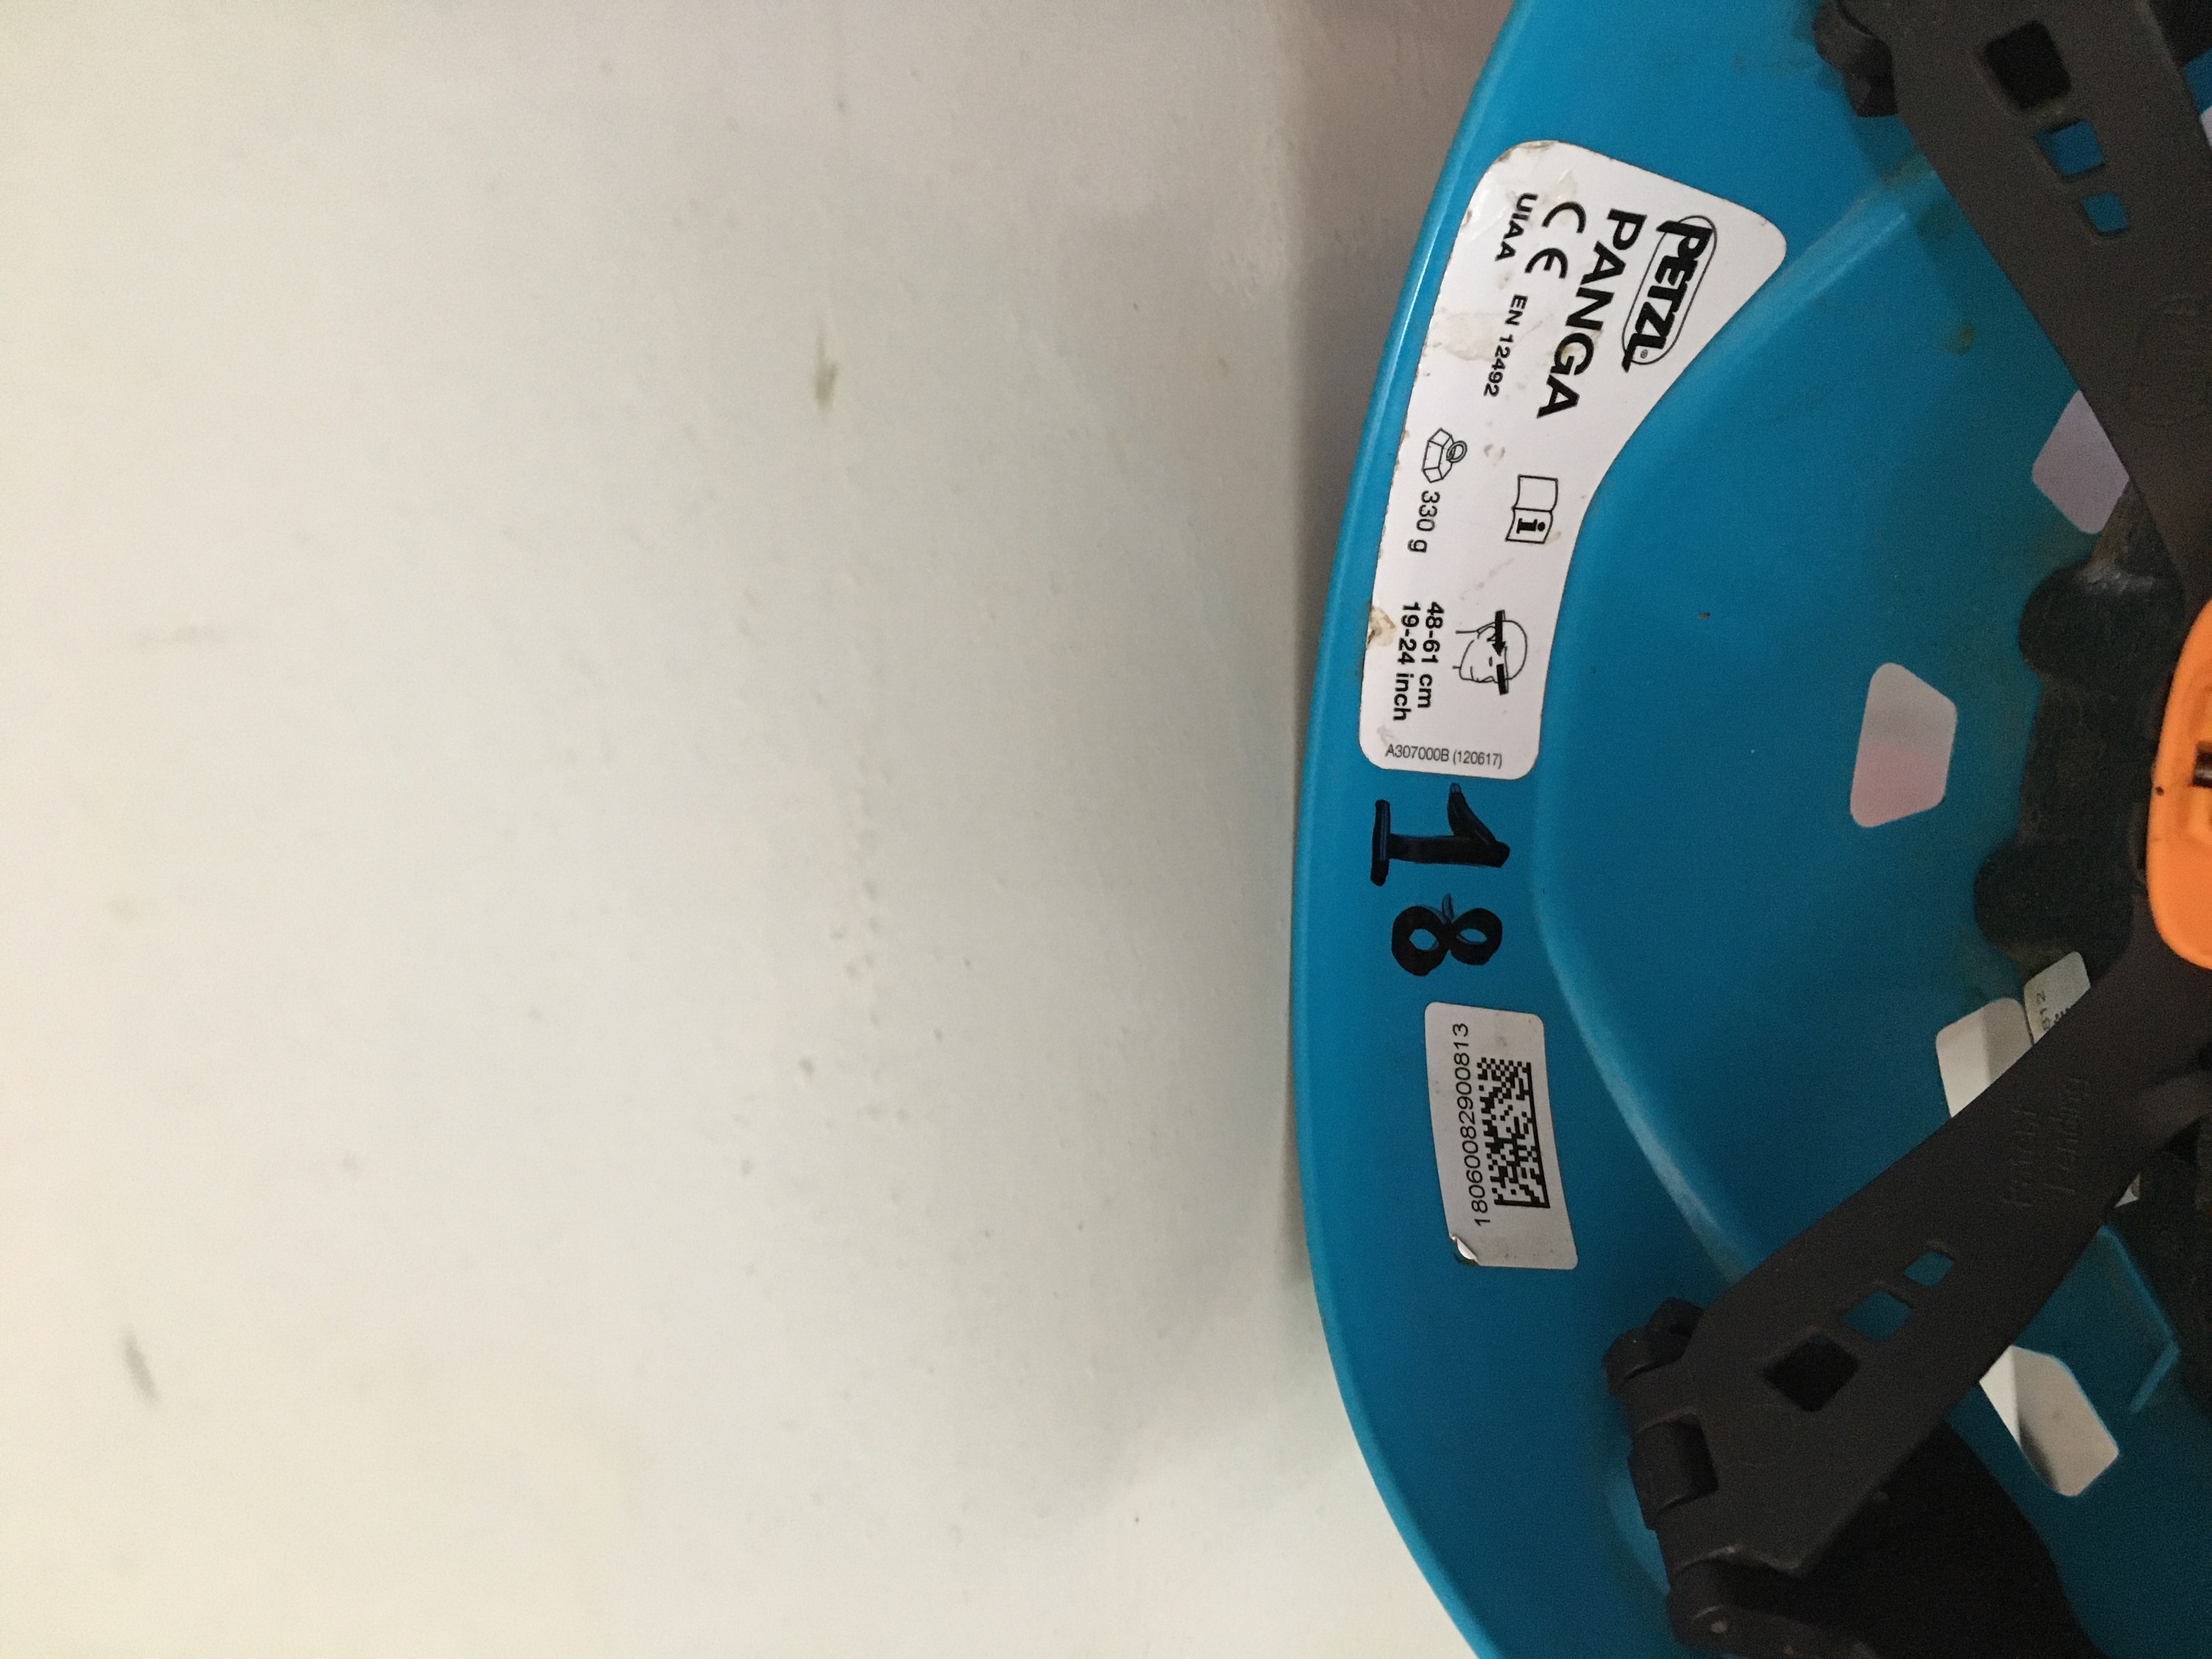 PETZL®
PANGA
CE
UIAA EN 12492
330 g
48-61 cm
19-24 inch
A307000B (120617)
18
18060082900813